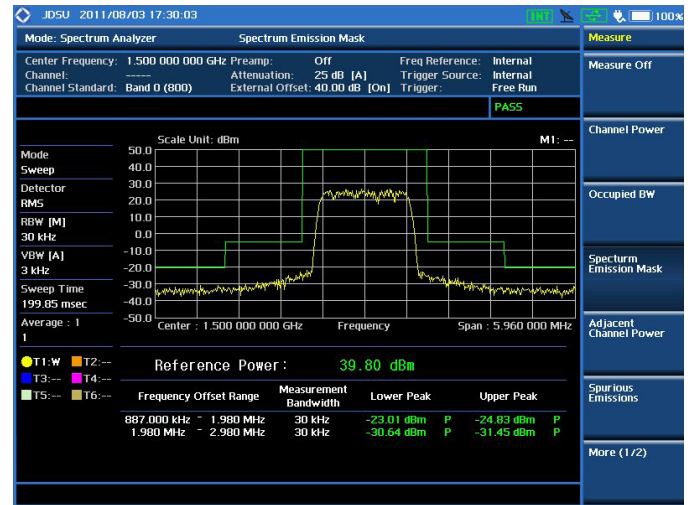 JDSU 2011/08/03 17:30:03 INT 100%
Mode: Spectrum Analyzer Spectrum Emission Mask Measure
Center Frequency: 1.500 000 000 GHz Preamp: Off Freq Reference: Internal
Channel: ----- Attenuation: 25 dB [A] Trigger Source: Internal
Channel Standard: Band 0 (800) External Offset: 40.00 dB [On] Trigger: Free Run
PASS
Measure Off
Channel Power
Occupied BW
Specturm
Emission Mask
Adjacent
Channel Power
Spurious
Emissions
More (1/2)
Scale Unit: dBm M1: --
Mode
Sweep
Detector
RMS
RBW [M]
30 kHz
VBW [A]
3 kHz
Sweep Time
199.85 msec
Average : 1
1
T1:W T2:--
T3:-- T4:--
T5:-- T6:--
50.0
40.0
30.0
20.0
10.0
0.0
-10.0
-20.0
-30.0
-40.0
-50.0
Center : 1.500 000 000 GHz Frequency Span : 5.960 000 MHz
Reference Power: 39.80 dBm
Frequency Offset Range Measurement Bandwidth Lower Peak Upper Peak
887.000 kHz ~ 1.980 MHz 30 kHz -23.01 dBm P -24.83 dBm P
1.980 MHz ~ 2.980 MHz 30 kHz -30.64 dBm P -31.45 dBm P